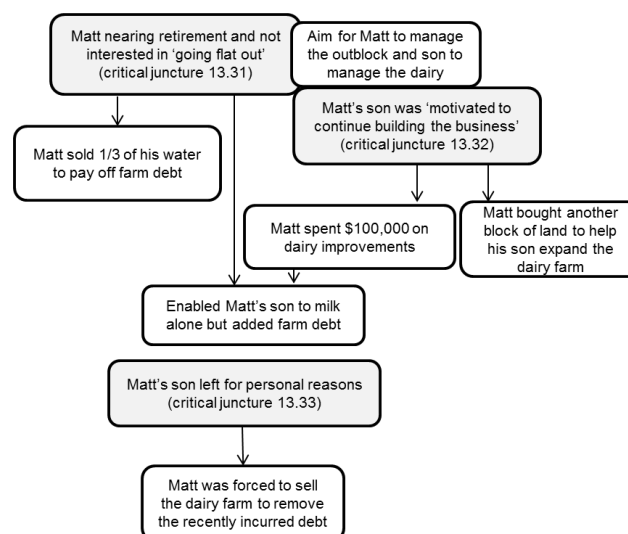 Matt nearing retirement and not
interested in ‘going flat out’
(critical juncture 13.31)
Aim for Matt to manage
the outblock and son to
manage the dairy
Matt’s son was ‘motivated to
continue building the business’
(critical juncture 13.32)
Matt sold 1/3 of his water
to pay off farm debt
Matt spent $100,000 on
dairy improvements
Matt bought another
block of land to help
his son expand the
dairy farm
Enabled Matt’s son to milk
alone but added farm debt
Matt’s son left for personal reasons
(critical juncture 13.33)
Matt was forced to sell
the dairy farm to remove
the recently incurred debt